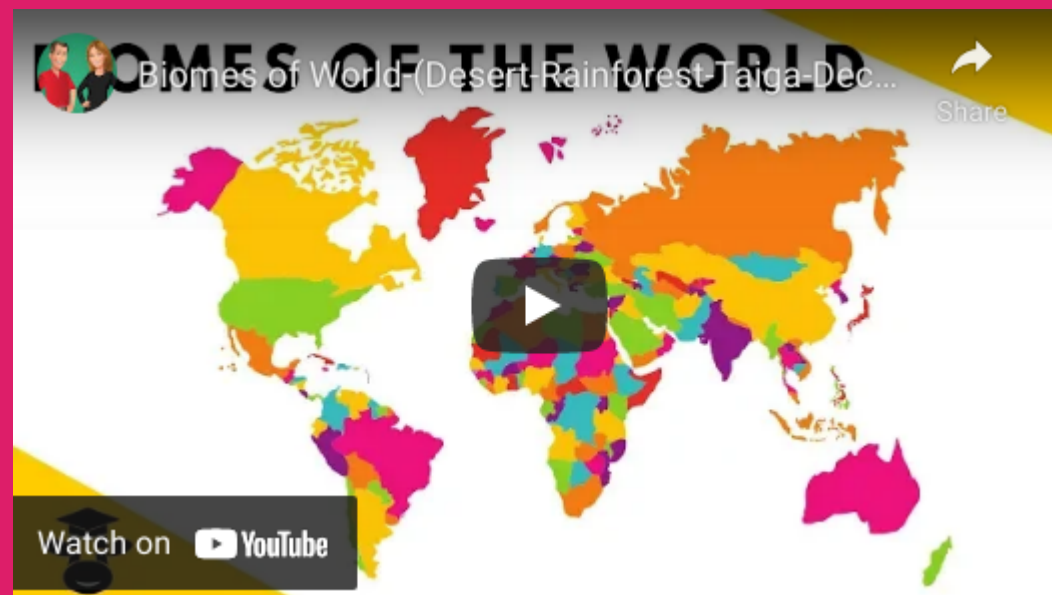 BIOMES OF THE WORLD
Biomes of World-(Desert-Rainforest-Taiga-Dec...
Share
Watch on YouTube